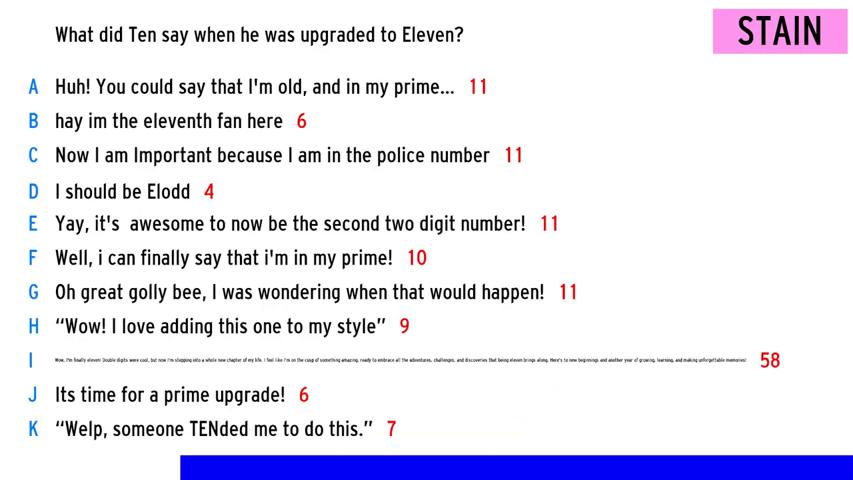 What did Ten say when he was upgraded to Eleven?
STAIN
A Huh! You could say that I'm old, and in my prime... 11
B hay im the eleventh fan here 6
C Now I am Important because I am in the police number 11
D I should be Elodd 4
E Yay, it's  awesome to now be the second two digit number! 11
F Well, i can finally say that i'm in my prime! 10
G Oh great golly bee, I was wondering when that would happen! 11
H “Wow! I love adding this one to my style” 9
I Wow, I'm finally eleven! Double digits were cool, but now I'm stepping into a whole new chapter of my life. I feel like I'm on the cusp of something amazing, ready to embrace all the adventures, challenges, and discoveries that being eleven brings along. Here's to new beginnings and another year of growing, learning, and making unforgettable memories! 58
J Its time for a prime upgrade! 6
K “Welp, someone TENded me to do this.” 7